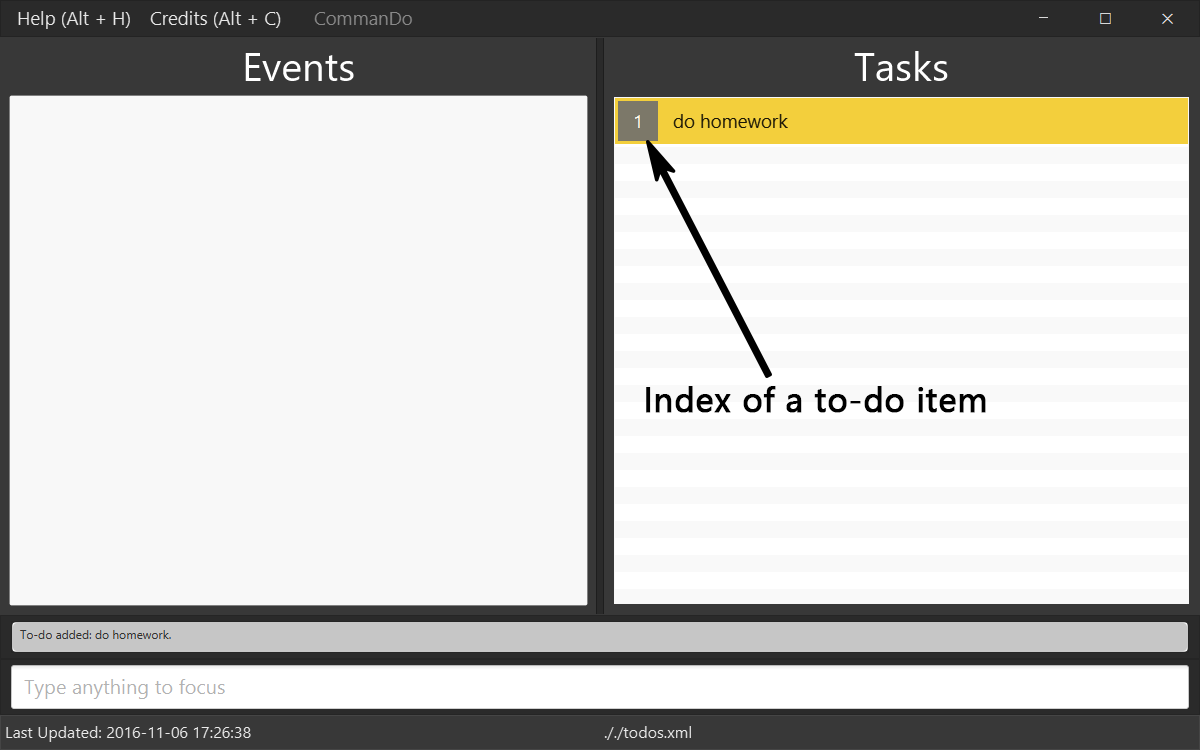 Help (Alt + H) Credits (Alt + C) CommanDo
Events
Tasks
1 do homework
Index of a to-do item
To-do added: do homework.
Type anything to focus
Last Updated: 2016-11-06 17:26:38 ././todos.xml